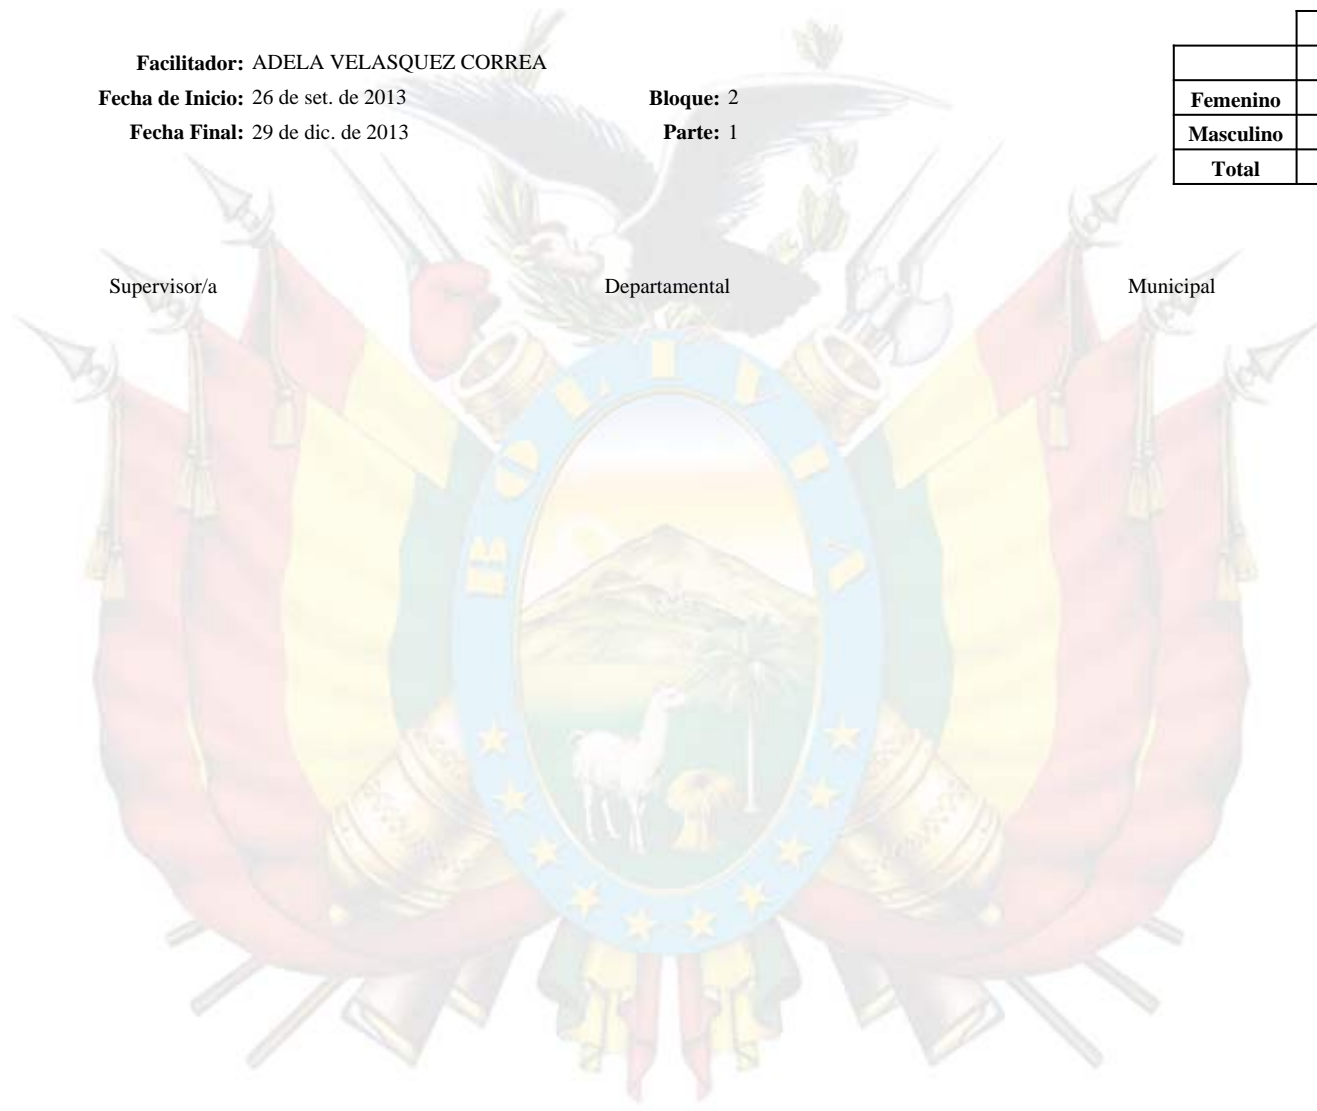 Facilitador: ADELA VELASQUEZ CORREA
Fecha de Inicio: 26 de set. de 2013 Bloque: 2
Fecha Final: 29 de dic. de 2013 Parte: 1
Femenino
Masculino
Total
Supervisor/a Departamental Municipal
BOLIVIA